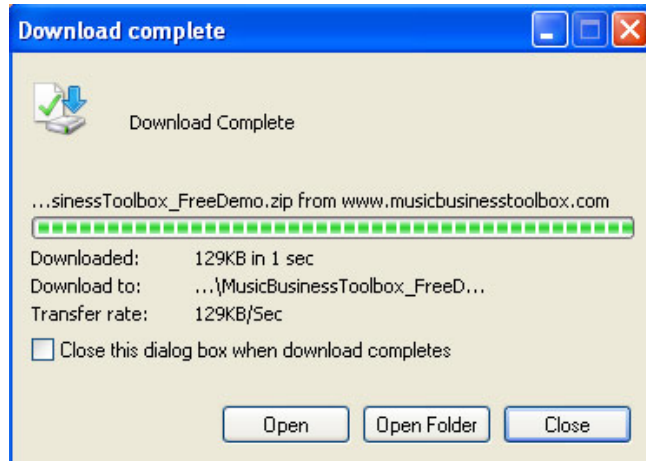 Download complete
Download Complete
...sinessToolbox_FreeDemo.zip from www.musicbusinesstoolbox.com
Downloaded: 129KB in 1 sec
Download to: ...\MusicBusinessToolbox_FreeD...
Transfer rate: 129KB/Sec
Close this dialog box when download completes
Open Open Folder Close